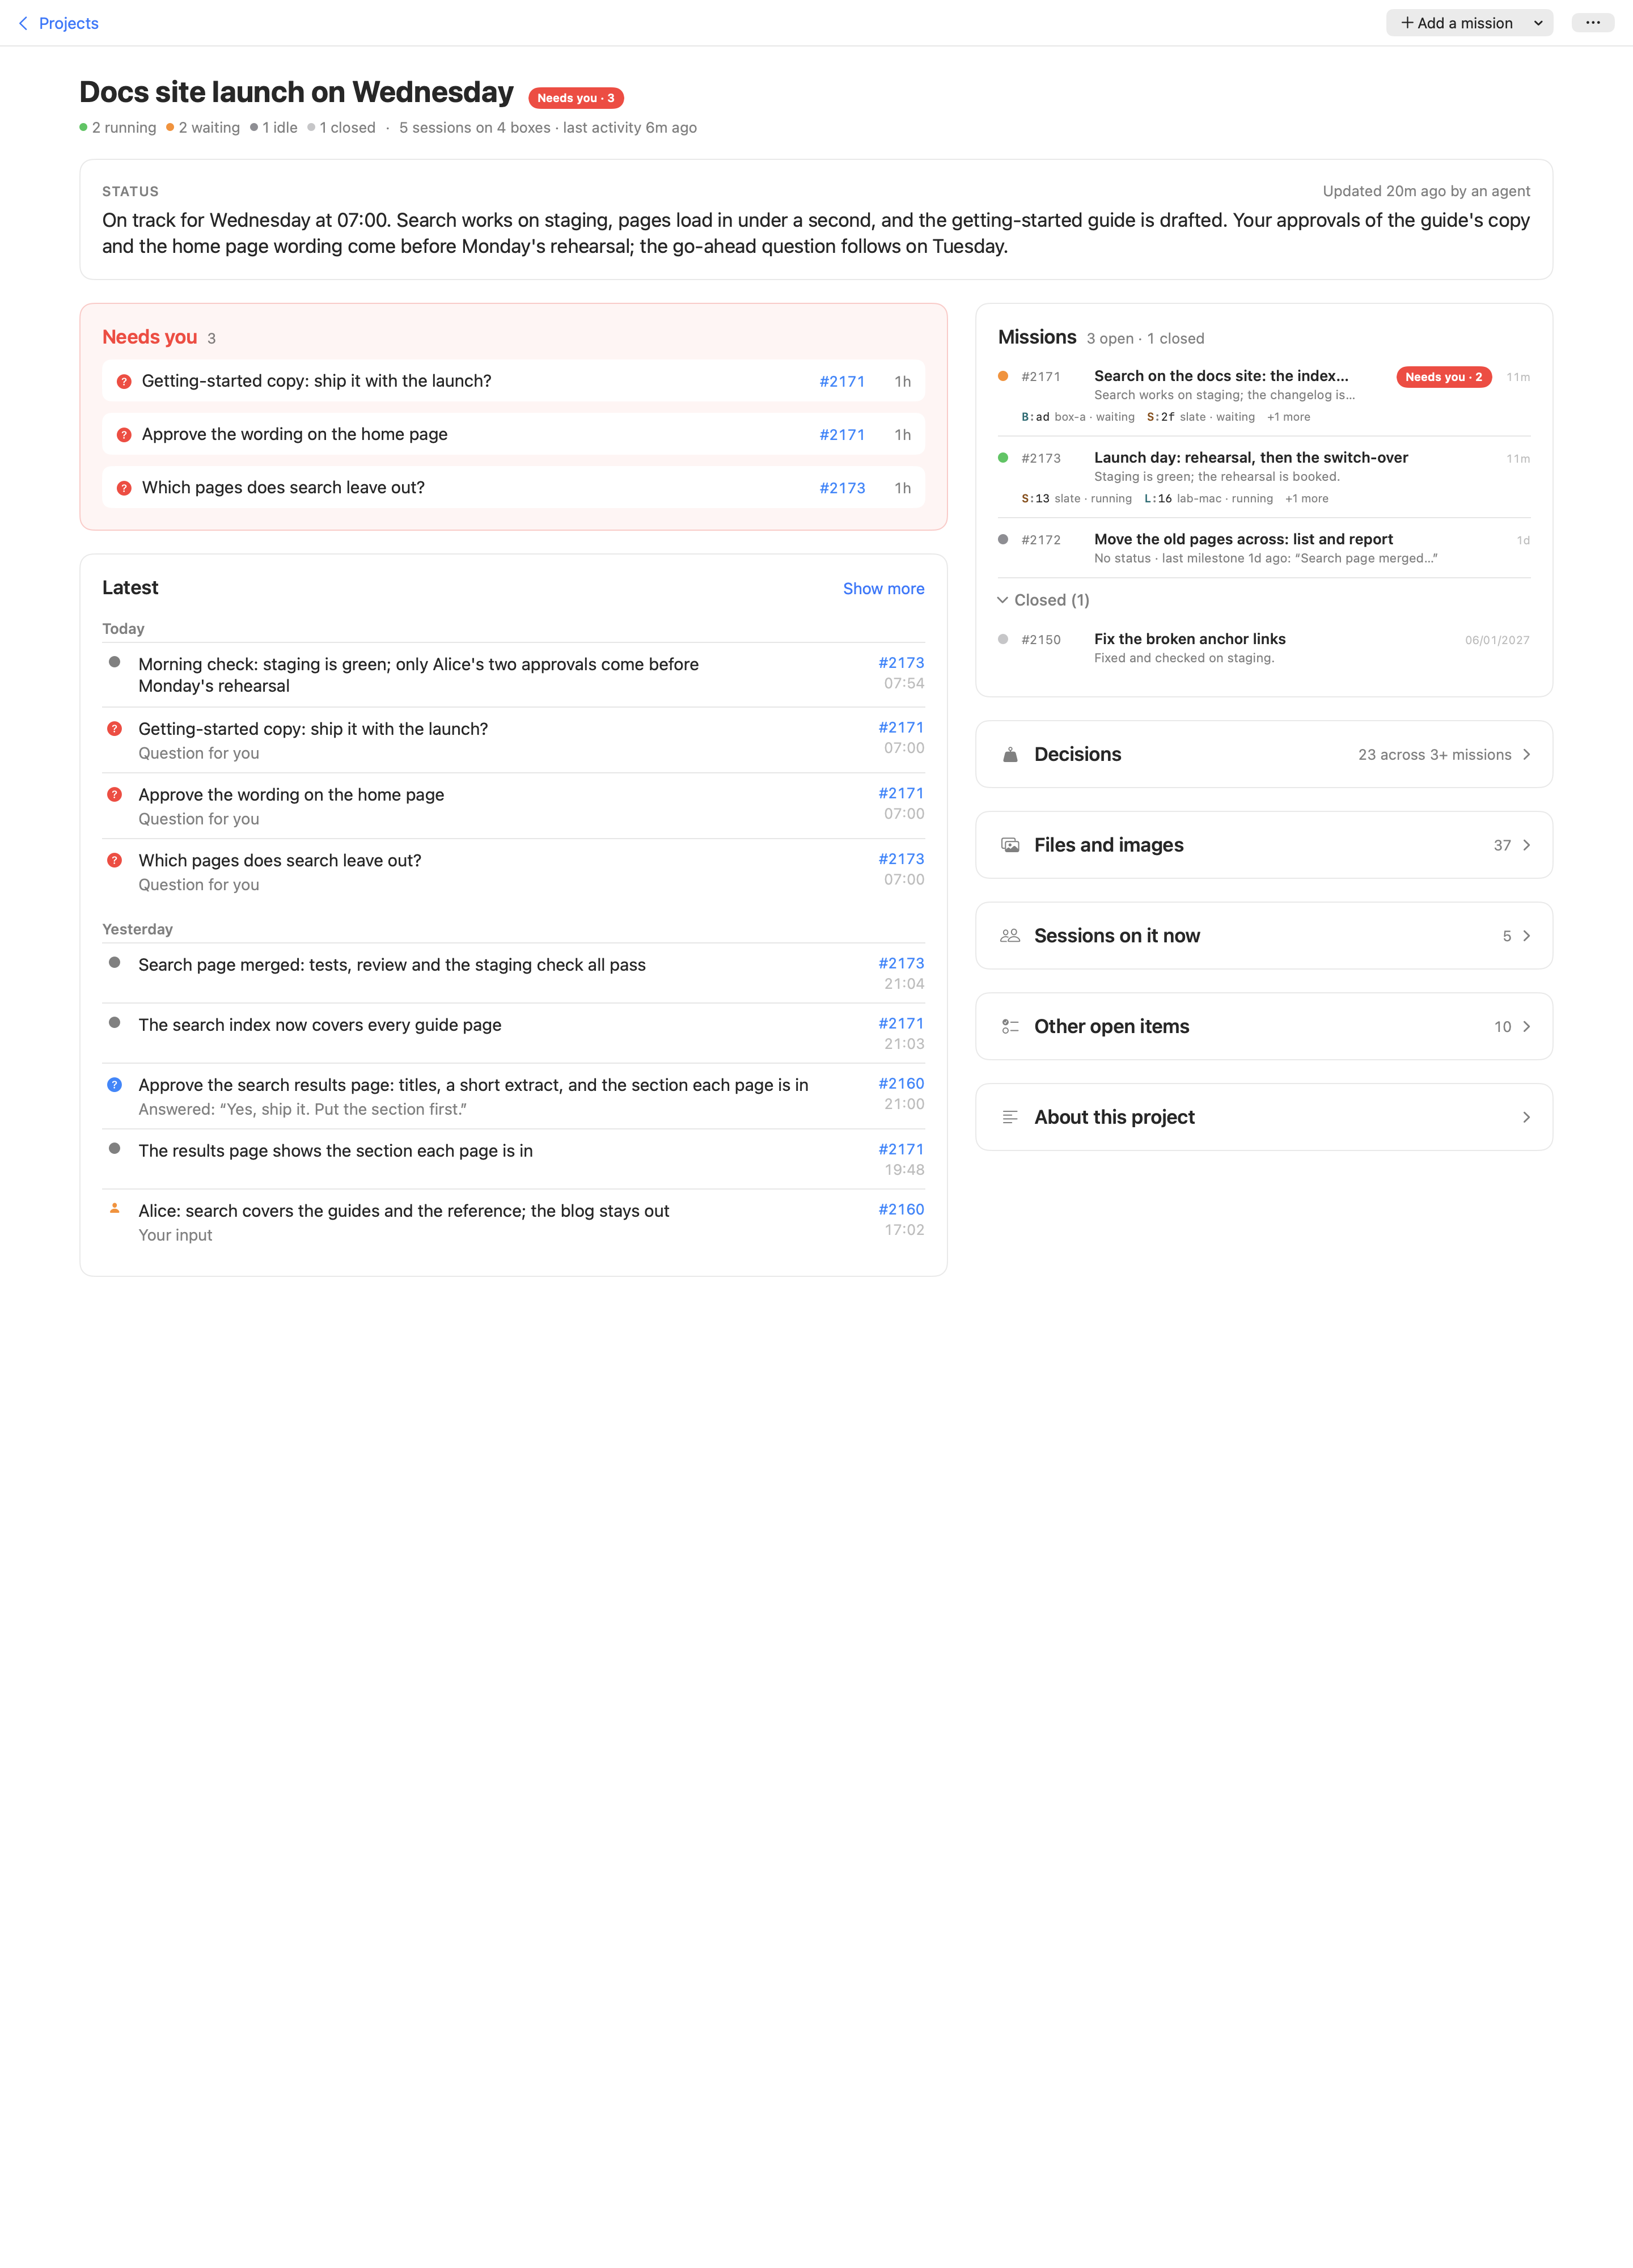 Projects
Add a mission
Docs site launch on Wednesday
Needs you · 3
2 running
2 waiting
1 idle
1 closed · 5 sessions on 4 boxes · last activity 6m ago
STATUS
Updated 20m ago by an agent
On track for Wednesday at 07:00. Search works on staging, pages load in under a second, and the getting-started guide is drafted. Your approvals of the guide's copy
and the home page wording come before Monday's rehearsal; the go-ahead question follows on Tuesday.
Needs you 3
Getting-started copy: ship it with the launch? #2171 1h
Approve the wording on the home page #2171 1h
Which pages does search leave out? #2173 1h
Latest
Show more
Today
Morning check: staging is green; only Alice's two approvals come before
Monday's rehearsal
#2173
07:54
Getting-started copy: ship it with the launch?
Question for you
#2171
07:00
Approve the wording on the home page
Question for you
#2171
07:00
Which pages does search leave out?
Question for you
#2173
07:00
Yesterday
Search page merged: tests, review and the staging check all pass
#2173
21:04
The search index now covers every guide page
#2171
21:03
Approve the search results page: titles, a short extract, and the section each page is in
Answered: “Yes, ship it. Put the section first.”
#2160
21:00
The results page shows the section each page is in
#2171
19:48
Alice: search covers the guides and the reference; the blog stays out
Your input
#2160
17:02
Missions 3 open · 1 closed
#2171 Search on the docs site: the index… Needs you · 2 11m
Search works on staging; the changelog is…
B:ad box-a · waiting S:2f slate · waiting +1 more
#2173 Launch day: rehearsal, then the switch-over 11m
Staging is green; the rehearsal is booked.
S:13 slate · running L:16 lab-mac · running +1 more
#2172 Move the old pages across: list and report 1d
No status · last milestone 1d ago: “Search page merged…”
Closed (1)
#2150 Fix the broken anchor links 06/01/2027
Fixed and checked on staging.
Decisions 23 across 3+ missions
Files and images 37
Sessions on it now 5
Other open items 10
About this project